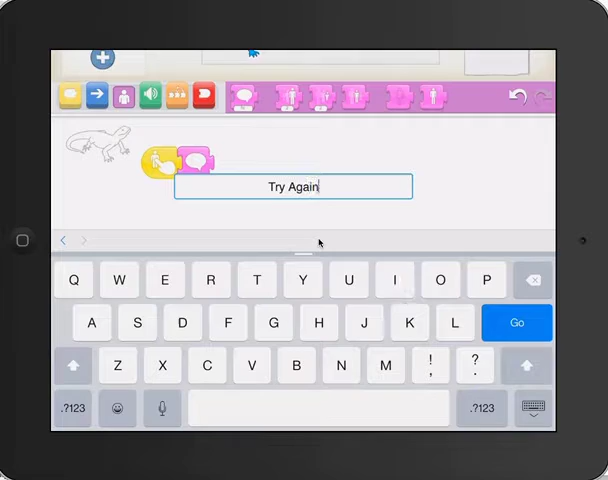 Try Again
Q W E R T Y U I O P
A S D F G H J K L Go
Z X C V B N M ! , ? .
.?123 .?123